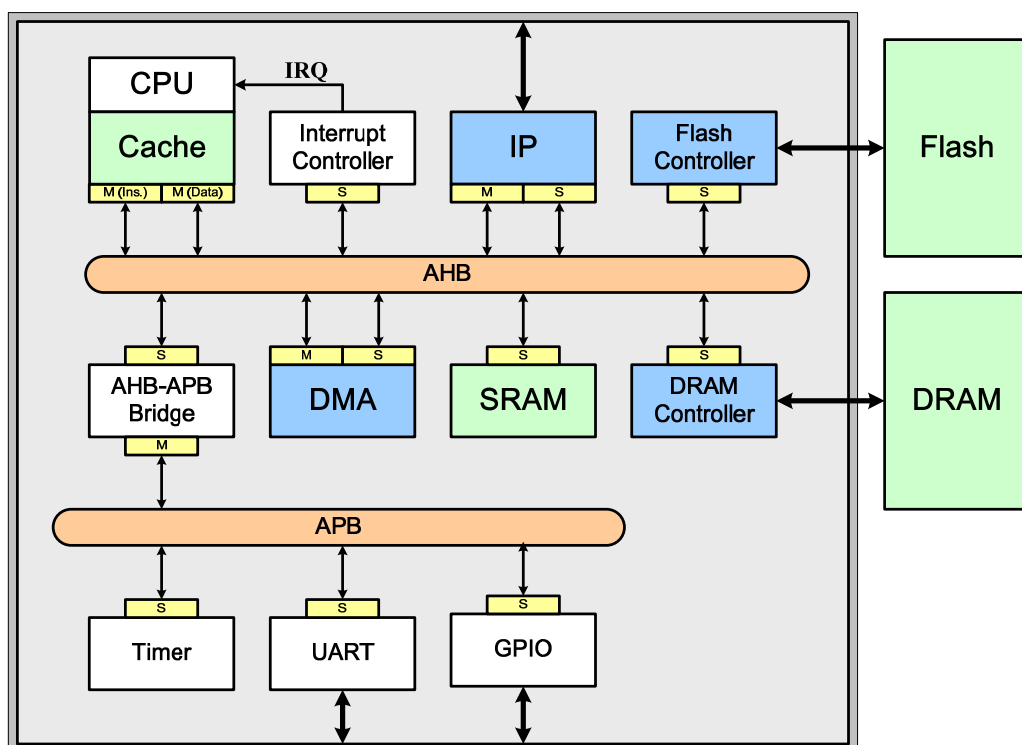 CPU
IRQ
Cache
M (Ins.)
M (Data)
Interrupt
Controller
S
IP
M
S
Flash
Controller
S
Flash
AHB
S
AHB-APB
Bridge
M
M
S
DMA
S
SRAM
S
DRAM
Controller
DRAM
APB
S
Timer
S
UART
S
GPIO